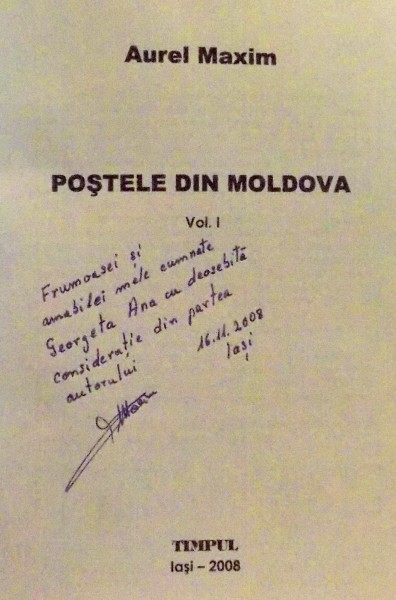 Aurel Maxim
POŞTELE DIN MOLDOVA
Vol. I
Frumoasei şi
amabilei mele cumnate
Georgeta Ana cu deosebită
consideraţie din partea
autorului
16.11.2008
Iaşi
TIMPUL
Iaşi – 2008